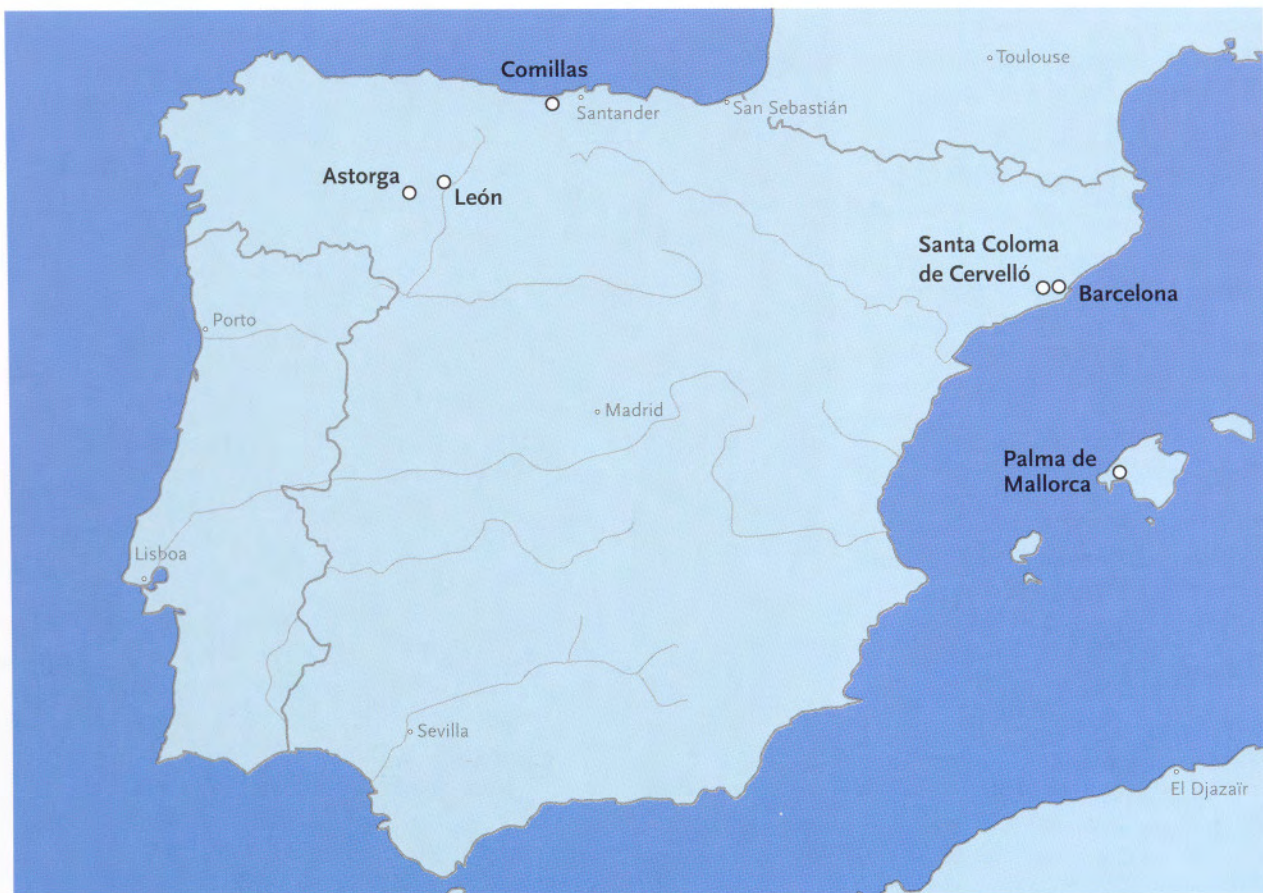 Toulouse
Comillas
Santander
San Sebastián
Astorga
León
Santa Coloma
de Cervelló
Barcelona
Porto
Madrid
Palma de
Mallorca
Lisboa
Sevilla
El Djazaïr